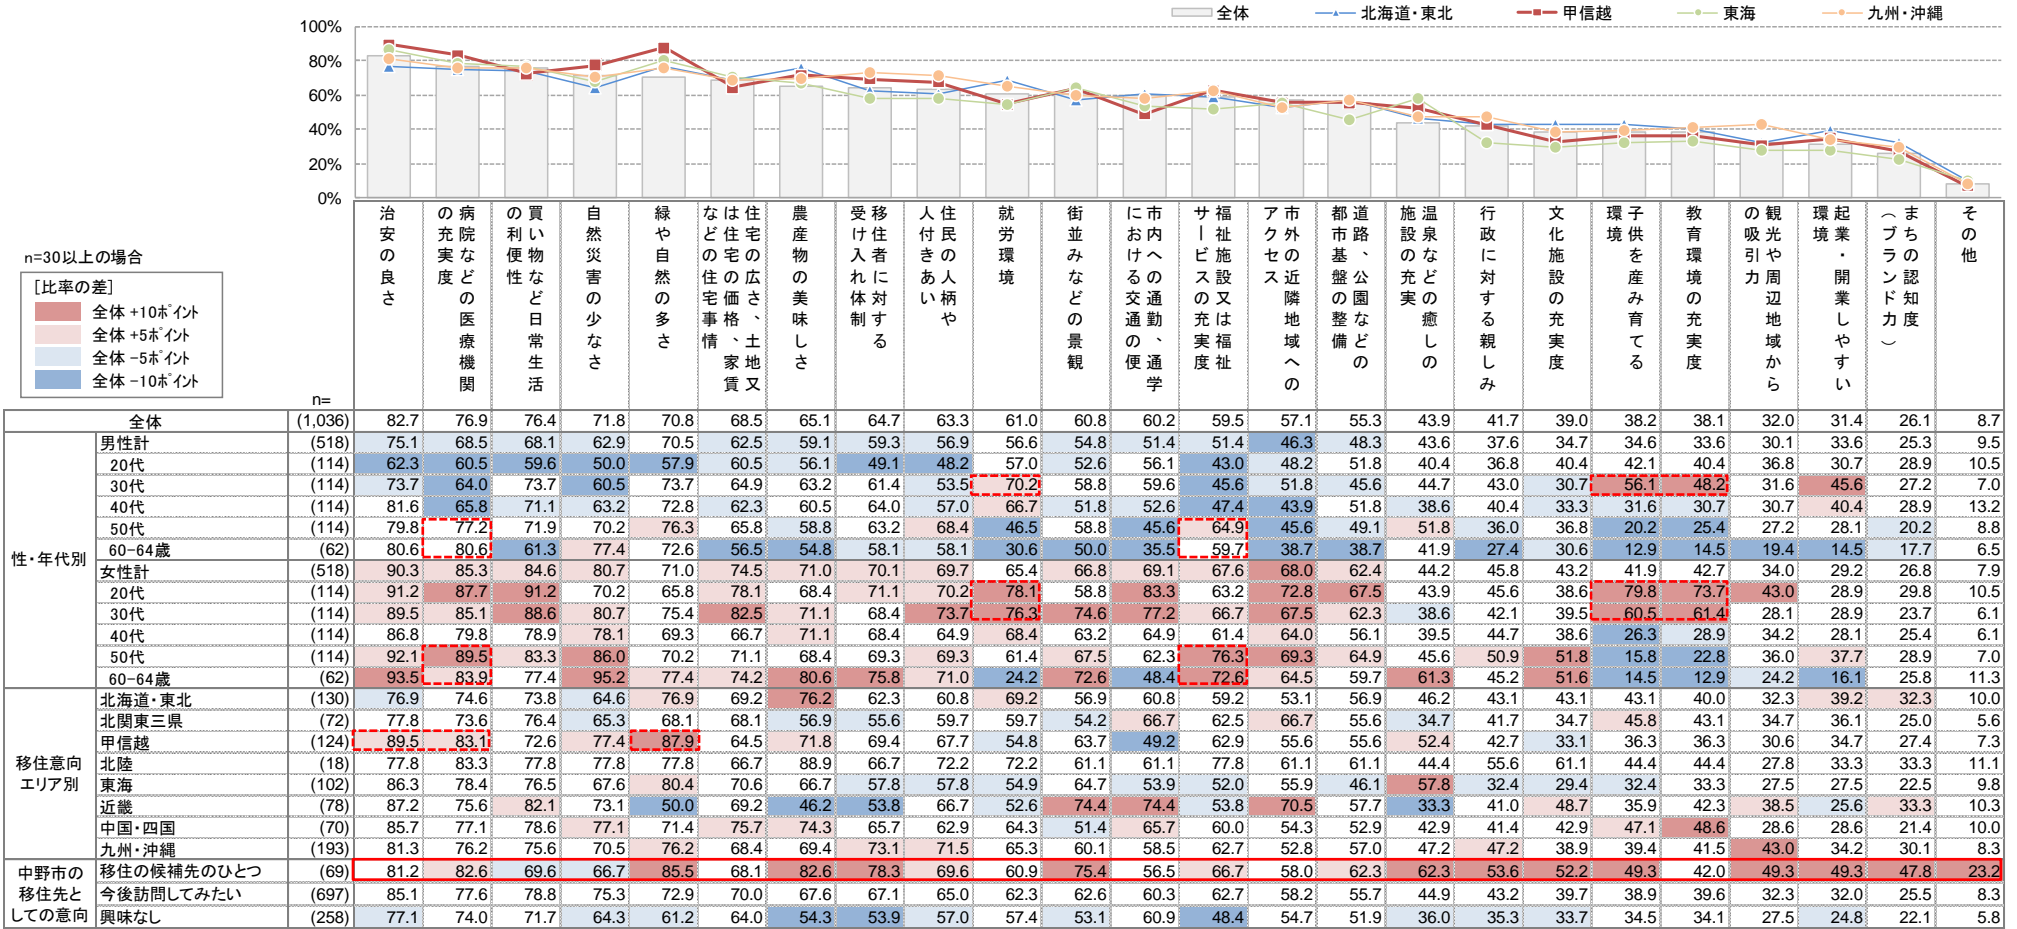 全体 北海道・東北 甲信越 東海 九州・沖縄
100%
80%
60%
40%
20%
0%
n=30以上の場合
[比率の差]
全体 +10ポイント
全体 +5ポイント
全体 -5ポイント
全体 -10ポイント
n=
治安の良さ
病院などの医療機関の充実度
買い物など日常生活の利便性
自然災害の少なさ
緑や自然の多さ
住宅の広さ、土地又は住宅の価格、家賃などの住宅事情
農産物の美味しさ
移住者に対する受け入れ体制
住民の人柄や人付きあい
就労環境
街並みなどの景観
市内への通勤、通学における交通の便
福祉施設又は福祉サービスの充実度
市外の近隣地域へのアクセス
道路、公園などの都市基盤の整備
温泉などの癒しの施設の充実
行政に対する親しみ
文化施設の充実度
子供を産み育てる環境
教育環境の充実度
観光や周辺地域からの吸引力
起業・開業しやすい環境
まちの認知度（ブランド力）
その他
全体 (1,036) 82.7 76.9 76.4 71.8 70.8 68.5 65.1 64.7 63.3 61.0 60.8 60.2 59.5 57.1 55.3 43.9 41.7 39.0 38.2 38.1 32.0 31.4 26.1 8.7
性・年代別
男性計 (518) 75.1 68.5 68.1 62.9 70.5 62.5 59.1 59.3 56.9 56.6 54.8 51.4 51.4 46.3 48.3 43.6 37.6 34.7 34.6 33.6 30.1 33.6 25.3 9.5
20代 (114) 62.3 60.5 59.6 50.0 57.9 60.5 56.1 49.1 48.2 57.0 52.6 56.1 43.0 48.2 51.8 40.4 36.8 40.4 42.1 40.4 36.8 30.7 28.9 10.5
30代 (114) 73.7 64.0 73.7 60.5 73.7 64.9 63.2 61.4 53.5 70.2 58.8 59.6 45.6 51.8 45.6 44.7 43.0 30.7 56.1 48.2 31.6 45.6 27.2 7.0
40代 (114) 81.6 65.8 71.1 63.2 72.8 62.3 60.5 64.0 57.0 66.7 51.8 52.6 47.4 43.9 51.8 38.6 40.4 33.3 31.6 30.7 30.7 40.4 28.9 13.2
50代 (114) 79.8 77.2 71.9 70.2 76.3 65.8 58.8 63.2 68.4 46.5 58.8 45.6 64.9 45.6 49.1 51.8 36.0 36.8 20.2 25.4 27.2 28.1 20.2 8.8
60-64歳 (62) 80.6 80.6 61.3 77.4 72.6 56.5 54.8 58.1 58.1 30.6 50.0 35.5 59.7 38.7 38.7 41.9 27.4 30.6 12.9 14.5 19.4 14.5 17.7 6.5
女性計 (518) 90.3 85.3 84.6 80.7 71.0 74.5 71.0 70.1 69.7 65.4 66.8 69.1 67.6 68.0 62.4 44.2 45.8 43.2 41.9 42.7 34.0 29.2 26.8 7.9
20代 (114) 91.2 87.7 91.2 70.2 65.8 78.1 68.4 71.1 70.2 78.1 58.8 83.3 63.2 72.8 67.5 43.9 45.6 38.6 79.8 73.7 43.0 28.9 29.8 10.5
30代 (114) 89.5 85.1 88.6 80.7 75.4 82.5 71.1 68.4 73.7 76.3 74.6 77.2 66.7 67.5 62.3 38.6 42.1 39.5 60.5 61.4 28.1 28.9 23.7 6.1
40代 (114) 86.8 79.8 78.9 78.1 69.3 66.7 71.1 68.4 64.9 68.4 63.2 64.9 61.4 64.0 56.1 39.5 44.7 38.6 26.3 28.9 34.2 28.1 25.4 6.1
50代 (114) 92.1 89.5 83.3 86.0 70.2 71.1 68.4 69.3 69.3 61.4 67.5 62.3 76.3 69.3 64.9 45.6 50.9 51.8 15.8 22.8 36.0 37.7 28.9 7.0
60-64歳 (62) 93.5 83.9 77.4 95.2 77.4 74.2 80.6 75.8 71.0 24.2 72.6 48.4 72.6 64.5 59.7 61.3 45.2 51.6 14.5 12.9 24.2 16.1 25.8 11.3
移住意向
エリア別
北海道・東北 (130) 76.9 74.6 73.8 64.6 76.9 69.2 76.2 62.3 60.8 69.2 56.9 60.8 59.2 53.1 56.9 46.2 43.1 43.1 43.1 40.0 32.3 39.2 32.3 10.0
北関東三県 (72) 77.8 73.6 76.4 65.3 68.1 68.1 56.9 55.6 59.7 59.7 54.2 66.7 62.5 66.7 55.6 34.7 41.7 34.7 45.8 43.1 34.7 36.1 25.0 5.6
甲信越 (124) 89.5 83.1 72.6 77.4 87.9 64.5 71.8 69.4 67.7 54.8 63.7 49.2 62.9 55.6 55.6 52.4 42.7 33.1 36.3 36.3 30.6 34.7 27.4 7.3
北陸 (18) 77.8 83.3 77.8 77.8 77.8 66.7 88.9 66.7 72.2 72.2 61.1 61.1 77.8 61.1 61.1 44.4 55.6 61.1 44.4 44.4 27.8 33.3 33.3 11.1
東海 (102) 86.3 78.4 76.5 67.6 80.4 70.6 66.7 57.8 57.8 54.9 64.7 53.9 52.0 55.9 46.1 57.8 32.4 29.4 32.4 33.3 27.5 27.5 22.5 9.8
近畿 (78) 87.2 75.6 82.1 73.1 50.0 69.2 46.2 53.8 66.7 52.6 74.4 74.4 53.8 70.5 57.7 33.3 41.0 48.7 35.9 42.3 38.5 25.6 33.3 10.3
中国・四国 (70) 85.7 77.1 78.6 77.1 71.4 75.7 74.3 65.7 62.9 64.3 51.4 65.7 60.0 54.3 52.9 42.9 41.4 42.9 47.1 48.6 28.6 28.6 21.4 10.0
九州・沖縄 (193) 81.3 76.2 75.6 70.5 76.2 68.4 69.4 73.1 71.5 65.3 60.1 58.5 62.7 52.8 57.0 47.2 47.2 38.9 39.4 41.5 43.0 34.2 30.1 8.3
中野市の
移住先と
しての意向
移住の候補先のひとつ (69) 81.2 82.6 69.6 66.7 85.5 68.1 82.6 78.3 69.6 60.9 75.4 56.5 66.7 58.0 62.3 62.3 53.6 52.2 49.3 42.0 49.3 49.3 47.8 23.2
今後訪問してみたい (697) 85.1 77.6 78.8 75.3 72.9 70.0 67.6 67.1 65.0 62.3 62.6 60.3 62.7 58.2 55.7 44.9 43.2 39.7 38.9 39.6 32.3 32.0 25.5 8.3
興味なし (258) 77.1 74.0 71.7 64.3 61.2 64.0 54.3 53.9 57.0 57.4 53.1 60.9 48.4 54.7 51.9 36.0 35.3 33.7 34.5 34.1 27.5 24.8 22.1 5.8